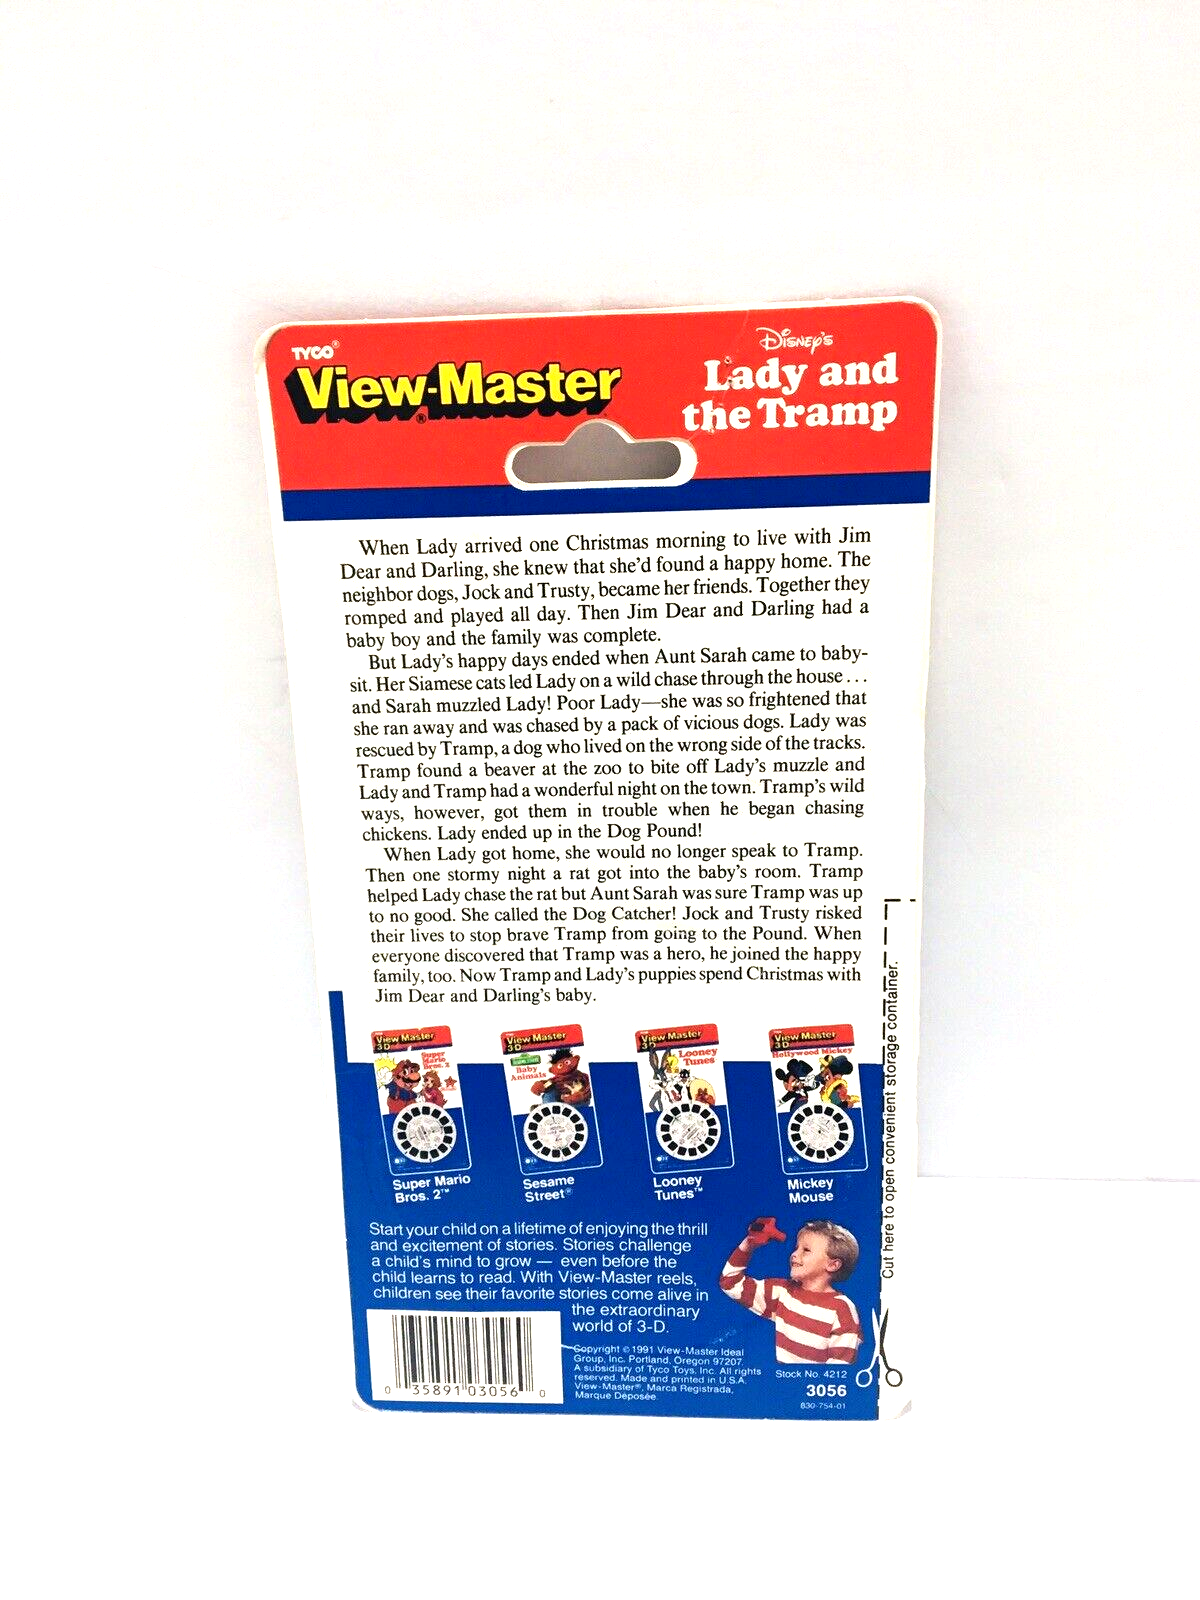 TYCO®
View-Master®
Disney's
Lady and
the Tramp
When Lady arrived one Christmas morning to live with Jim
Dear and Darling, she knew that she'd found a happy home. The
neighbor dogs, Jock and Trusty, became her friends. Together they
romped and played all day. Then Jim Dear and Darling had a
baby boy and the family was complete.
But Lady's happy days ended when Aunt Sarah came to baby-
sit. Her Siamese cats led Lady on a wild chase through the house . . .
and Sarah muzzled Lady! Poor Lady—she was so frightened that
she ran away and was chased by a pack of vicious dogs. Lady was
rescued by Tramp, a dog who lived on the wrong side of the tracks.
Tramp found a beaver at the zoo to bite off Lady's muzzle and
Lady and Tramp had a wonderful night on the town. Tramp's wild
ways, however, got them in trouble when he began chasing
chickens. Lady ended up in the Dog Pound!
When Lady got home, she would no longer speak to Tramp.
Then one stormy night a rat got into the baby's room. Tramp
helped Lady chase the rat but Aunt Sarah was sure Tramp was up
to no good. She called the Dog Catcher! Jock and Trusty risked
their lives to stop brave Tramp from going to the Pound. When
everyone discovered that Tramp was a hero, he joined the happy
family, too. Now Tramp and Lady's puppies spend Christmas with
Jim Dear and Darling's baby.
View-Master
3D
Super
Mario
Bros. 2
View-Master
3D
Baby
Animals
View-Master
3D
Looney
Tunes
View-Master
3D
Hollywood Mickey
Super Mario
Bros. 2™
Sesame
Street®
Looney
Tunes™
Mickey
Mouse
Start your child on a lifetime of enjoying the thrill
and excitement of stories. Stories challenge
a child's mind to grow — even before the
child learns to read. With View-Master reels,
children see their favorite stories come alive in
the extraordinary
world of 3-D.
Copyright © 1991 View-Master Ideal
Group, Inc. Portland, Oregon 97207.
A subsidiary of Tyco Toys, Inc. All rights
reserved. Made and printed in U.S.A.
View-Master®, Marca Registrada,
Marque Déposée
0 35891 03056 0
Stock No. 4212
3056
830-754-01
Cut here to open convenient storage container.